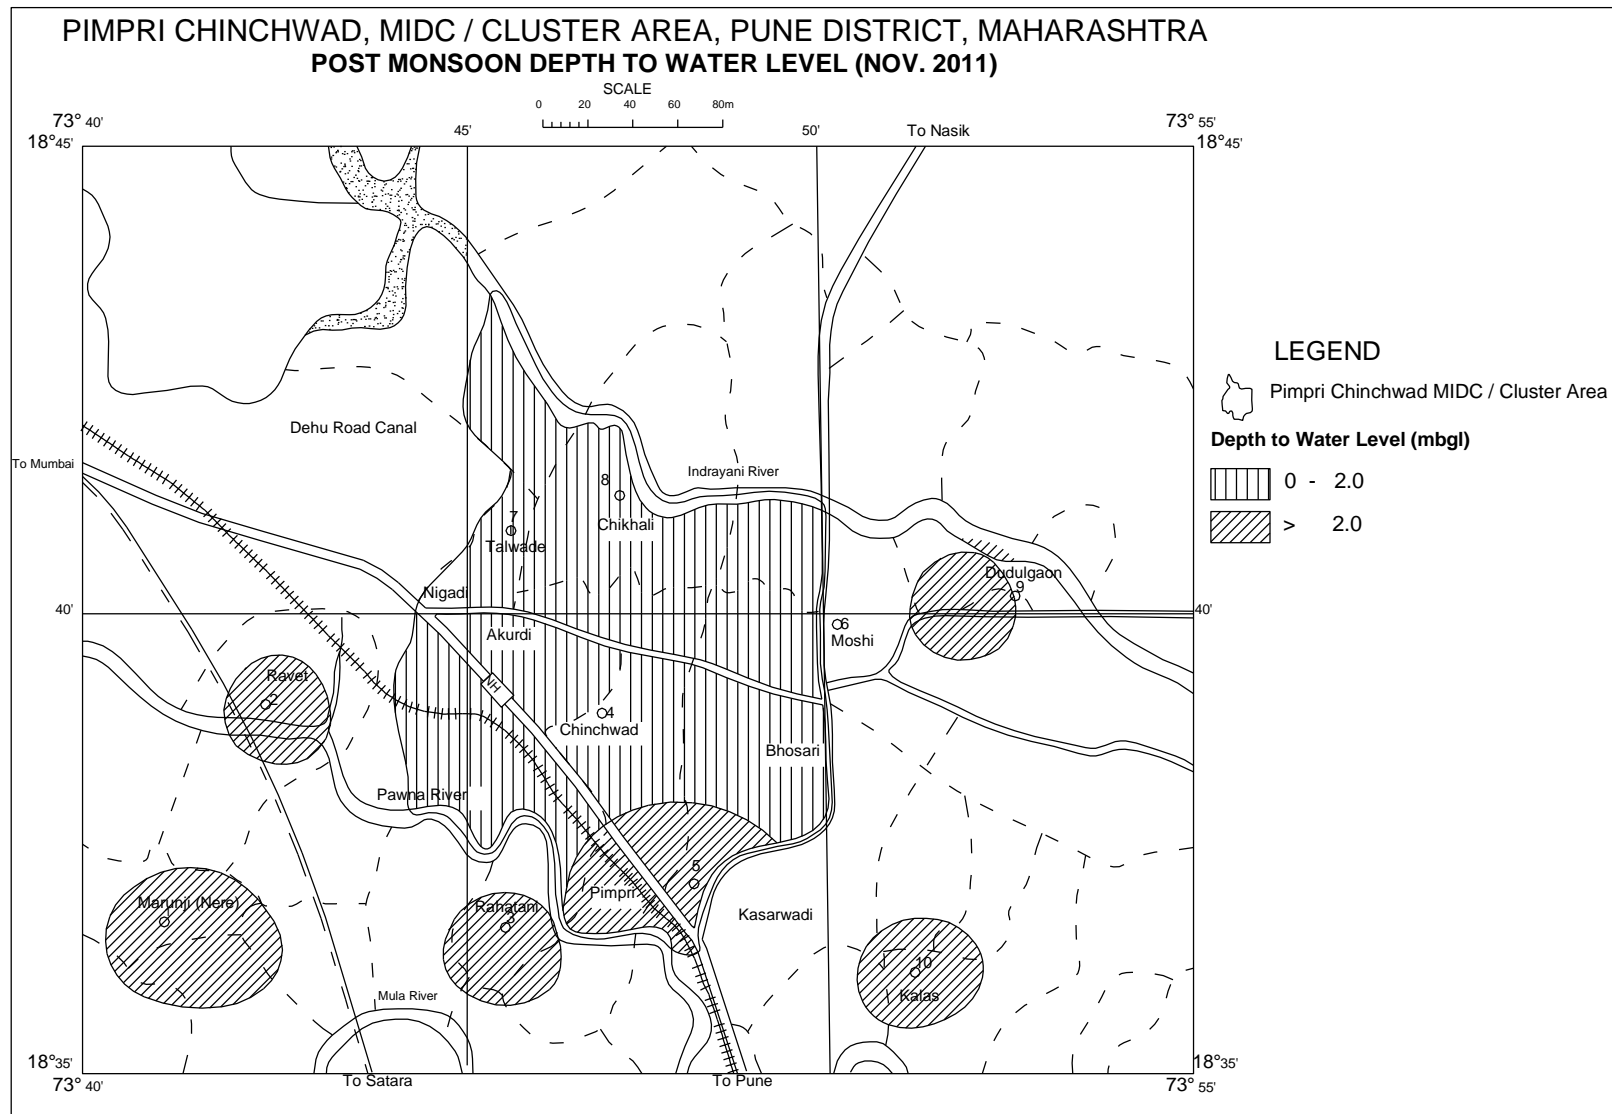 PIMPRI CHINCHWAD, MIDC / CLUSTER AREA, PUNE DISTRICT, MAHARASHTRA
POST MONSOON DEPTH TO WATER LEVEL (NOV. 2011)
SCALE
0 20 40 60 80m
73° 40'
45'
50'
To Nasik
73° 55'
18°45'
18°45'
LEGEND
Pimpri Chinchwad MIDC / Cluster Area
Dehu Road Canal
Depth to Water Level (mbgl)
To Mumbai
Indrayani River
8
0 - 2.0
7
Chikhali
> 2.0
Talwade
Dudulgaon
9
Nigadi
40'
40'
6
Akurdi
Moshi
Ravet
NH
2
4
Chinchwad
Bhosari
Pawna River
5
Pimpri
Marunji (Nere)
1
Rahatani
3
Kasarwadi
10
Mula River
Kalas
18°35'
18°35'
73° 40'
To Satara
To Pune
73° 55'